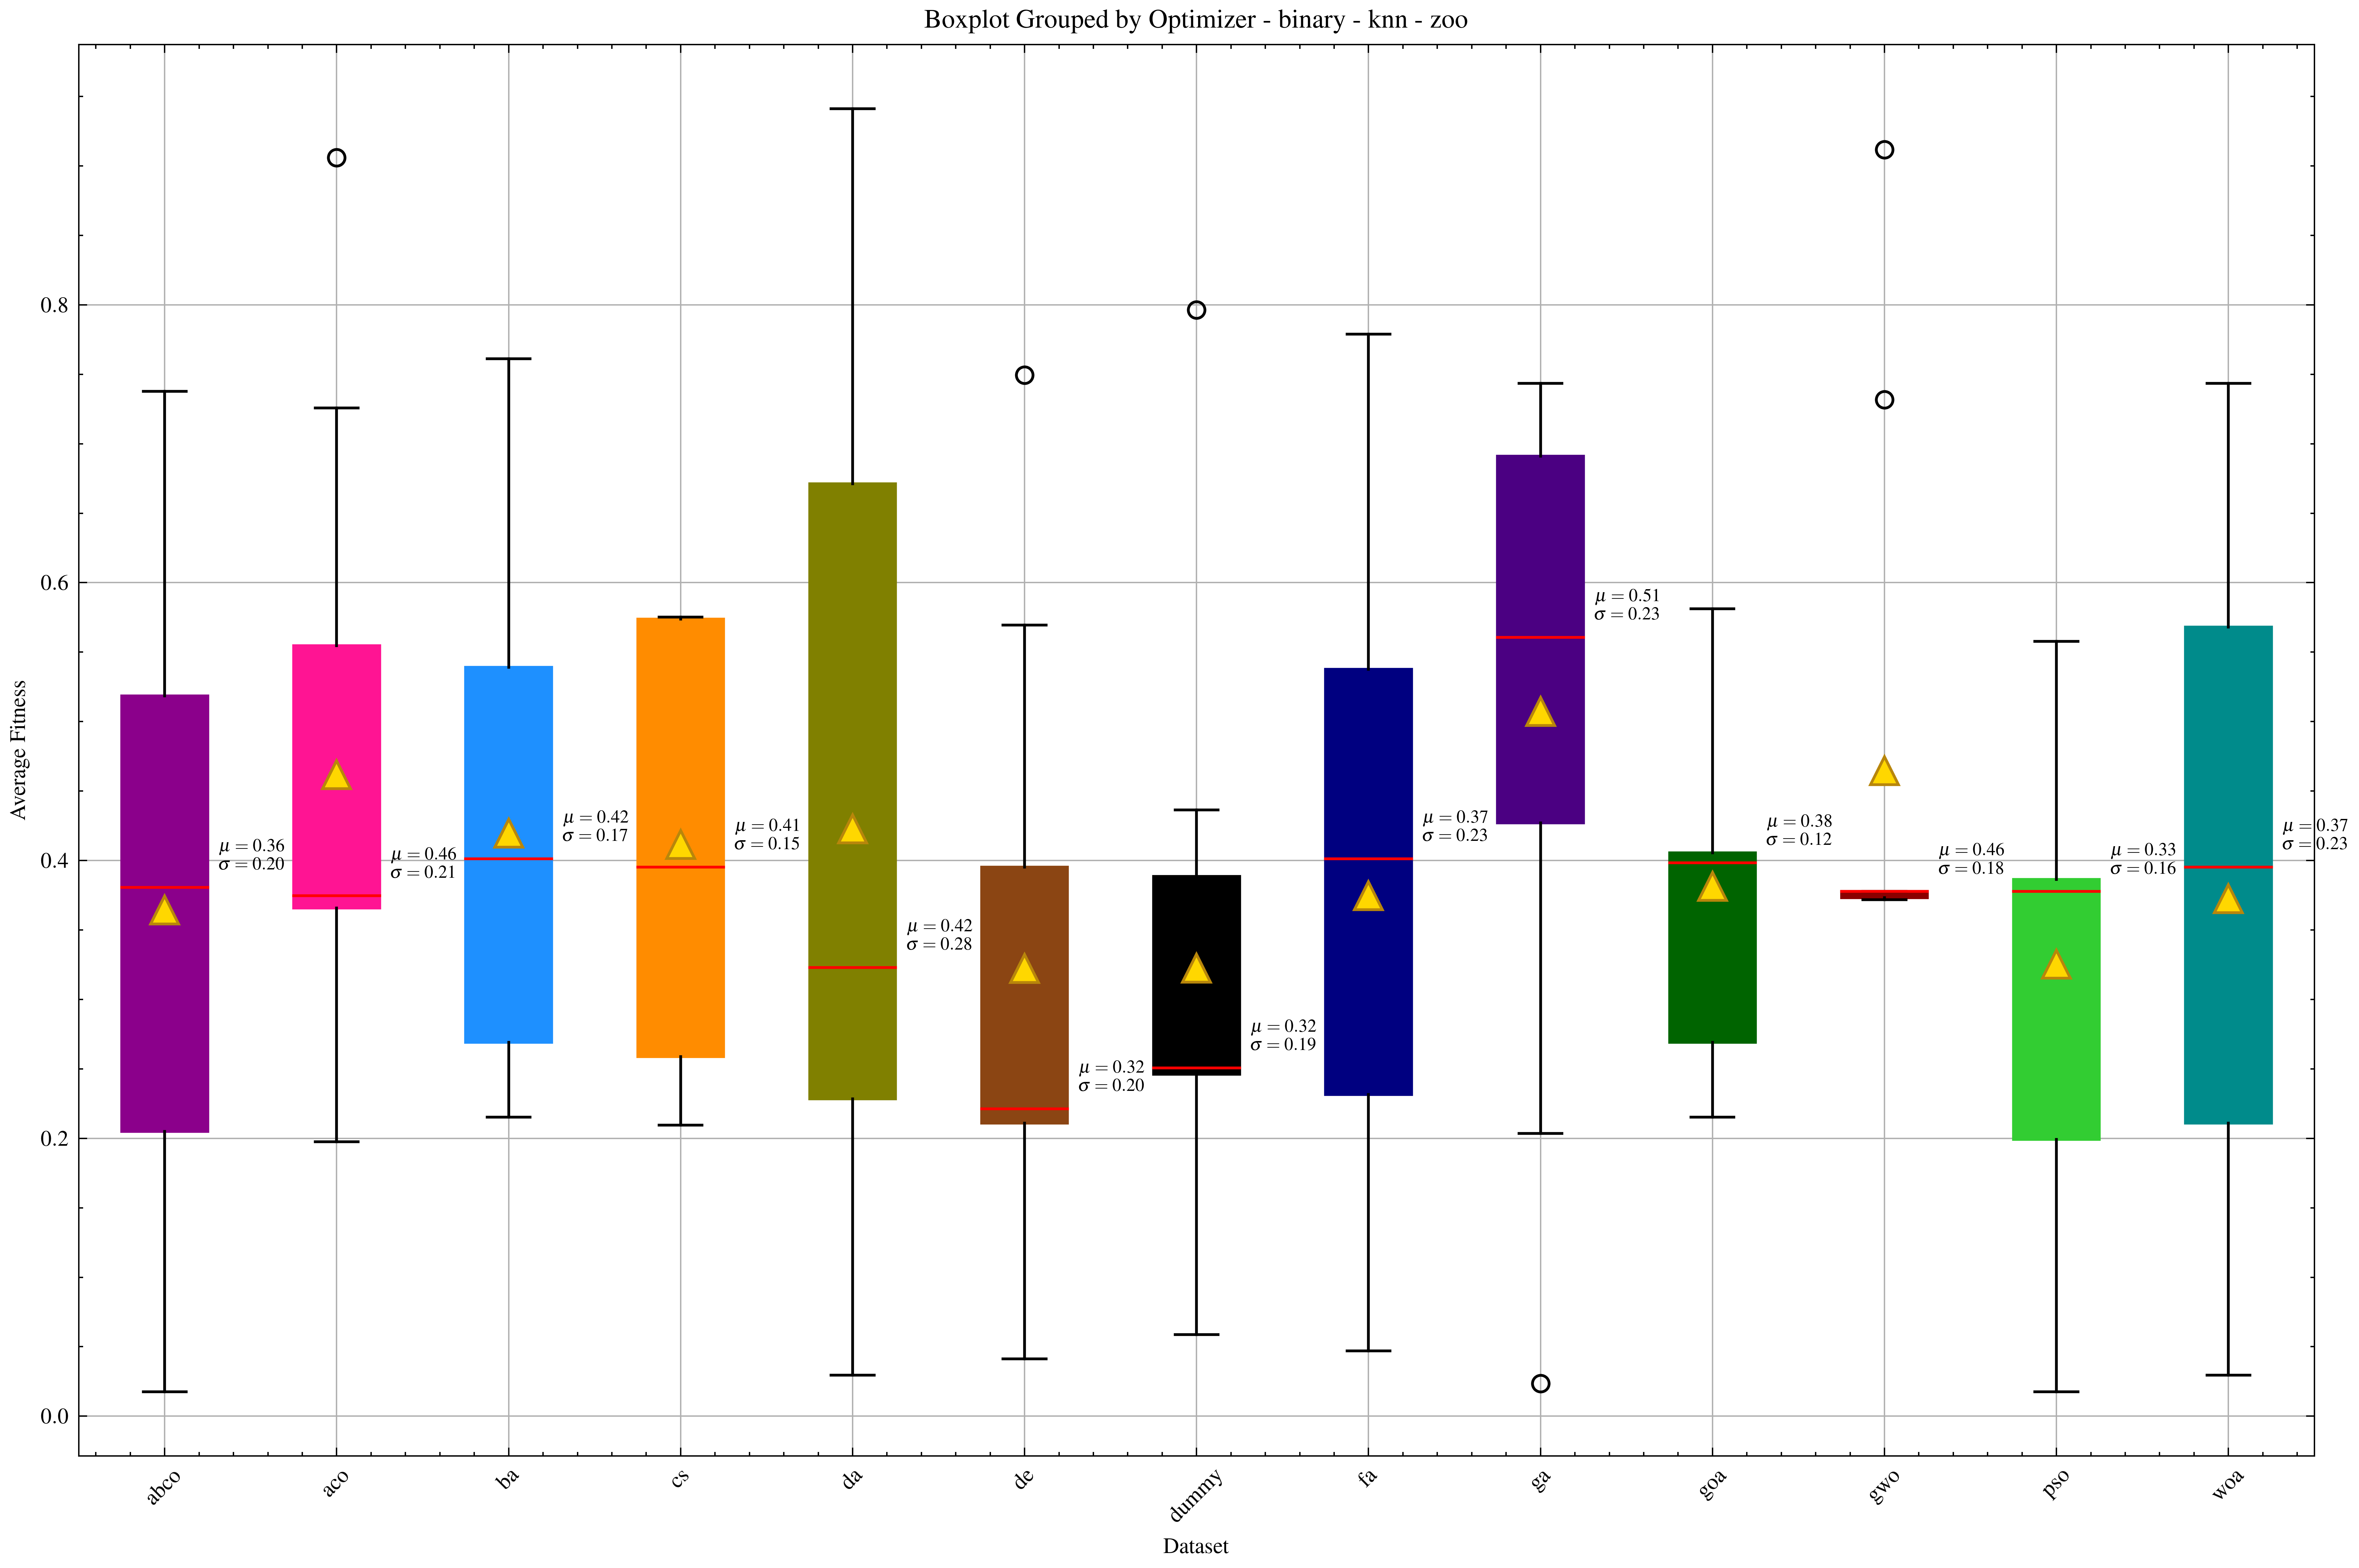 Boxplot Grouped by Optimizer - binary - knn - zoo
Average Fitness
0.8
0.6
0.4
0.2
0.0
μ = 0.36
σ = 0.20
μ = 0.46
σ = 0.21
μ = 0.42
σ = 0.17
μ = 0.41
σ = 0.15
μ = 0.42
σ = 0.28
μ = 0.32
σ = 0.20
μ = 0.32
σ = 0.19
μ = 0.37
σ = 0.23
μ = 0.51
σ = 0.23
μ = 0.38
σ = 0.12
μ = 0.46
σ = 0.18
μ = 0.33
σ = 0.16
μ = 0.37
σ = 0.23
abco
aco
ba
cs
da
de
dummy
fa
ga
goa
gwo
pso
woa
Dataset